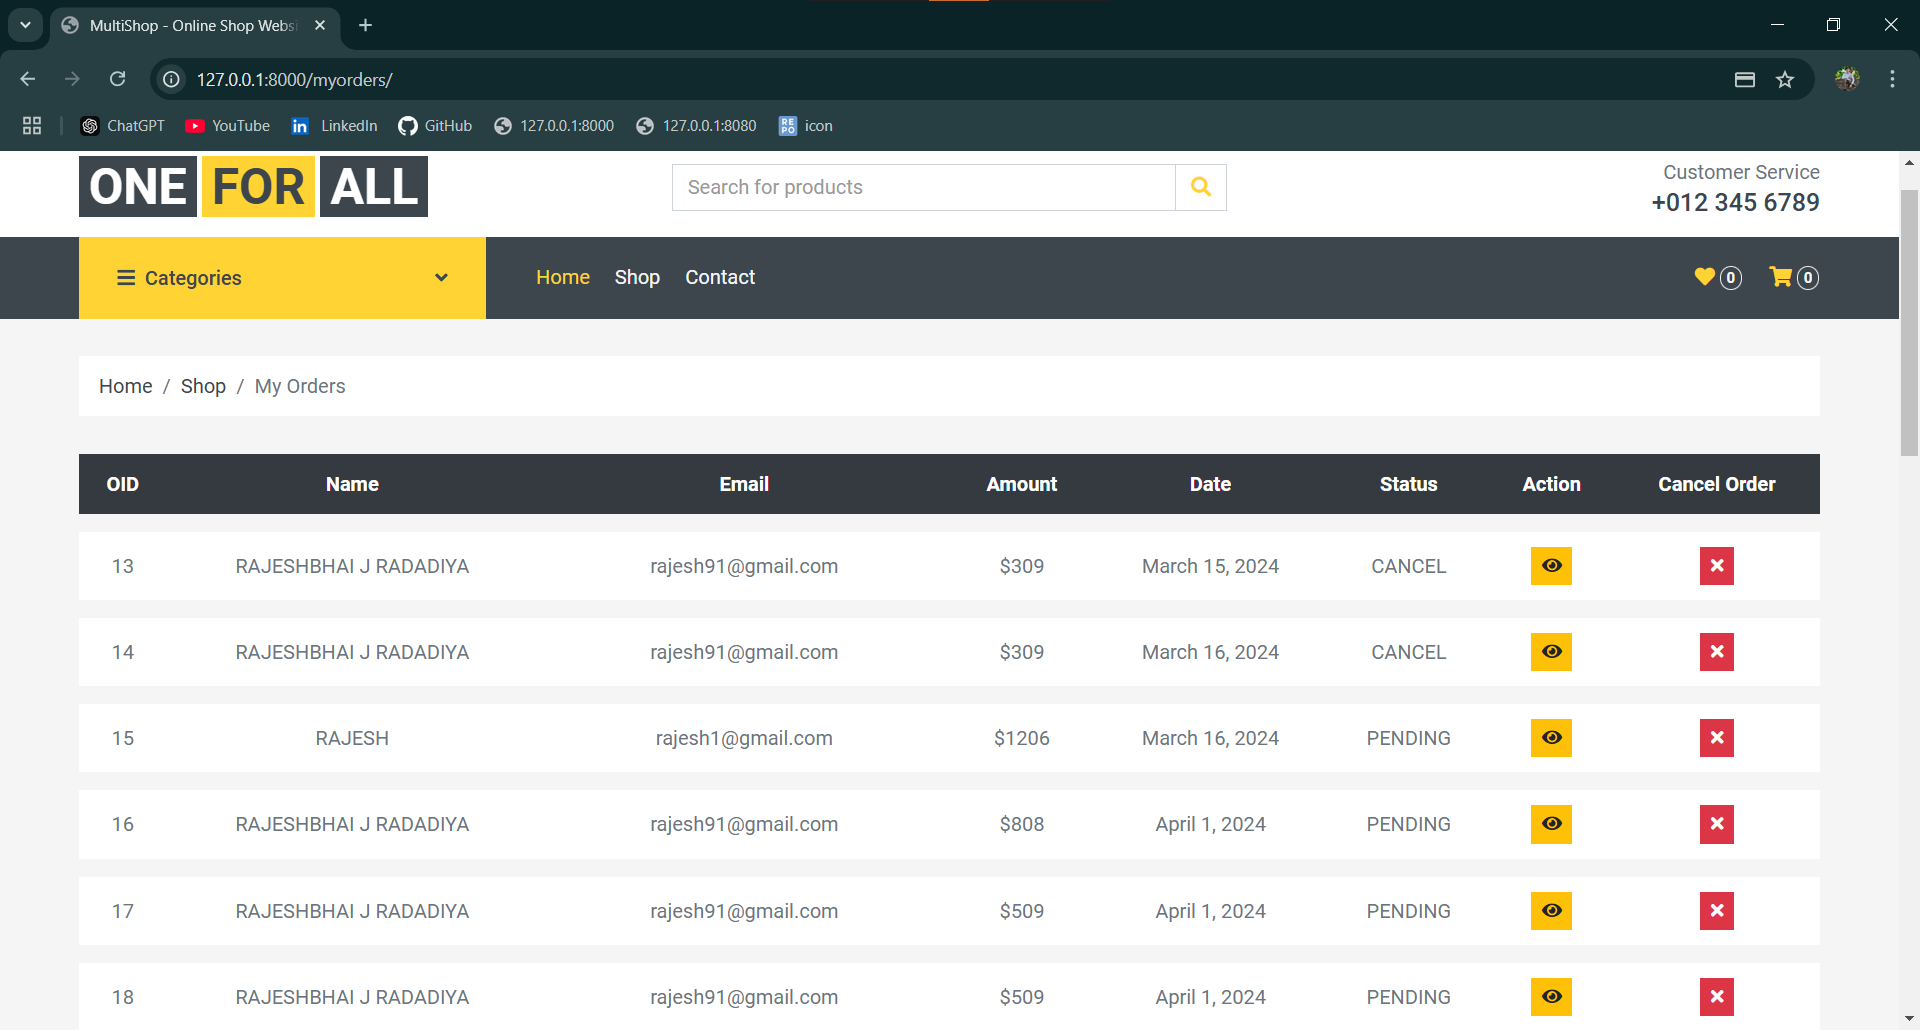 MultiShop - Online Shop Websi
127.0.0.1:8000/myorders/
ChatGPT YouTube LinkedIn GitHub 127.0.0.1:8000 127.0.0.1:8080 REPO icon
ONE FOR ALL
Search for products
Customer Service
+012 345 6789
Categories
Home Shop Contact
0 0
Home / Shop / My Orders
OID Name Email Amount Date Status Action Cancel Order
13 RAJESHBHAI J RADADIYA rajesh91@gmail.com $309 March 15, 2024 CANCEL
14 RAJESHBHAI J RADADIYA rajesh91@gmail.com $309 March 16, 2024 CANCEL
15 RAJESH rajesh1@gmail.com $1206 March 16, 2024 PENDING
16 RAJESHBHAI J RADADIYA rajesh91@gmail.com $808 April 1, 2024 PENDING
17 RAJESHBHAI J RADADIYA rajesh91@gmail.com $509 April 1, 2024 PENDING
18 RAJESHBHAI J RADADIYA rajesh91@gmail.com $509 April 1, 2024 PENDING